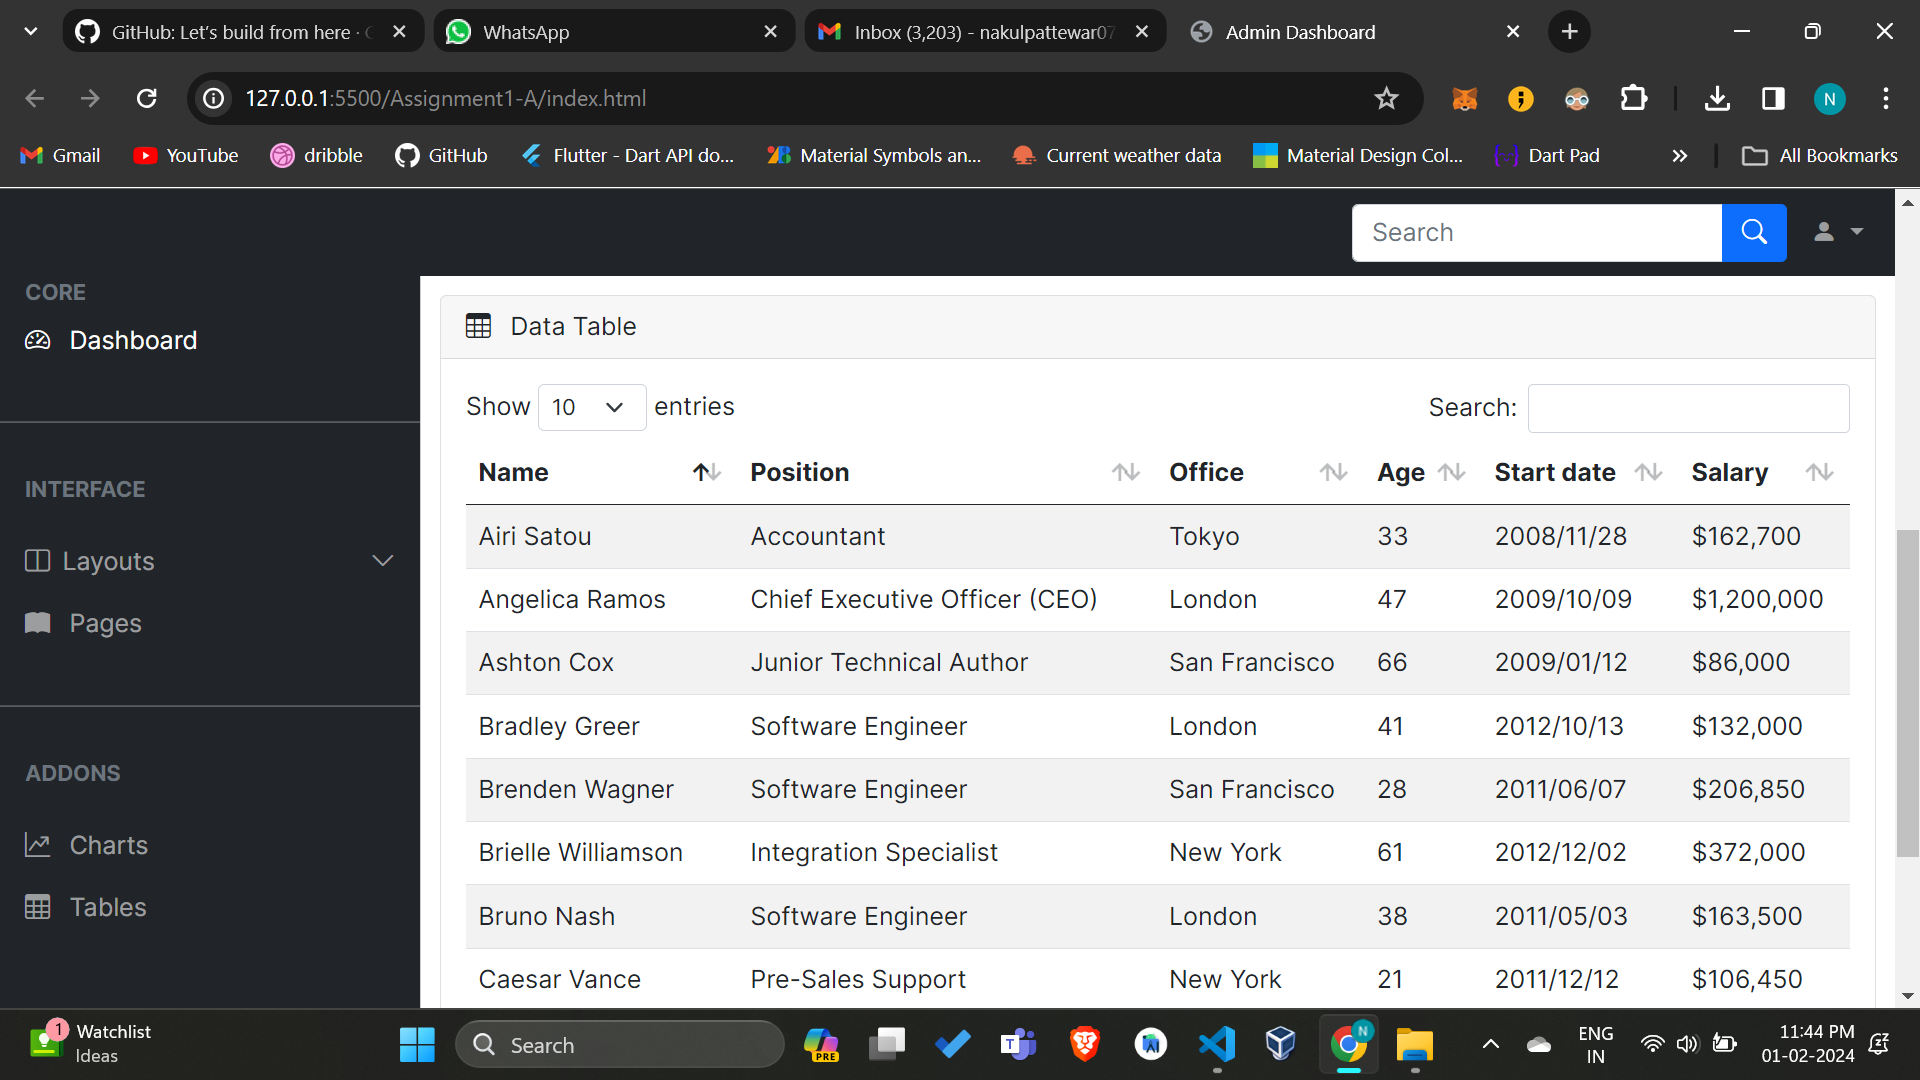 GitHub: Let's build from here · G
WhatsApp
Inbox (3,203) - nakulpattewar07
Admin Dashboard
127.0.0.1:5500/Assignment1-A/index.html
N
Gmail
YouTube
dribble
GitHub
Flutter - Dart API do...
Material Symbols an...
Current weather data
Material Design Col...
Dart Pad
All Bookmarks
Search
CORE
Dashboard
INTERFACE
Layouts
Pages
ADDONS
Charts
Tables
Data Table
Show 10 entries
Search:
Name Position Office Age Start date Salary
Airi Satou Accountant Tokyo 33 2008/11/28 $162,700
Angelica Ramos Chief Executive Officer (CEO) London 47 2009/10/09 $1,200,000
Ashton Cox Junior Technical Author San Francisco 66 2009/01/12 $86,000
Bradley Greer Software Engineer London 41 2012/10/13 $132,000
Brenden Wagner Software Engineer San Francisco 28 2011/06/07 $206,850
Brielle Williamson Integration Specialist New York 61 2012/12/02 $372,000
Bruno Nash Software Engineer London 38 2011/05/03 $163,500
Caesar Vance Pre-Sales Support New York 21 2011/12/12 $106,450
1
Watchlist
Ideas
Search
PRE
T
N
ENG
IN
11:44 PM
01-02-2024